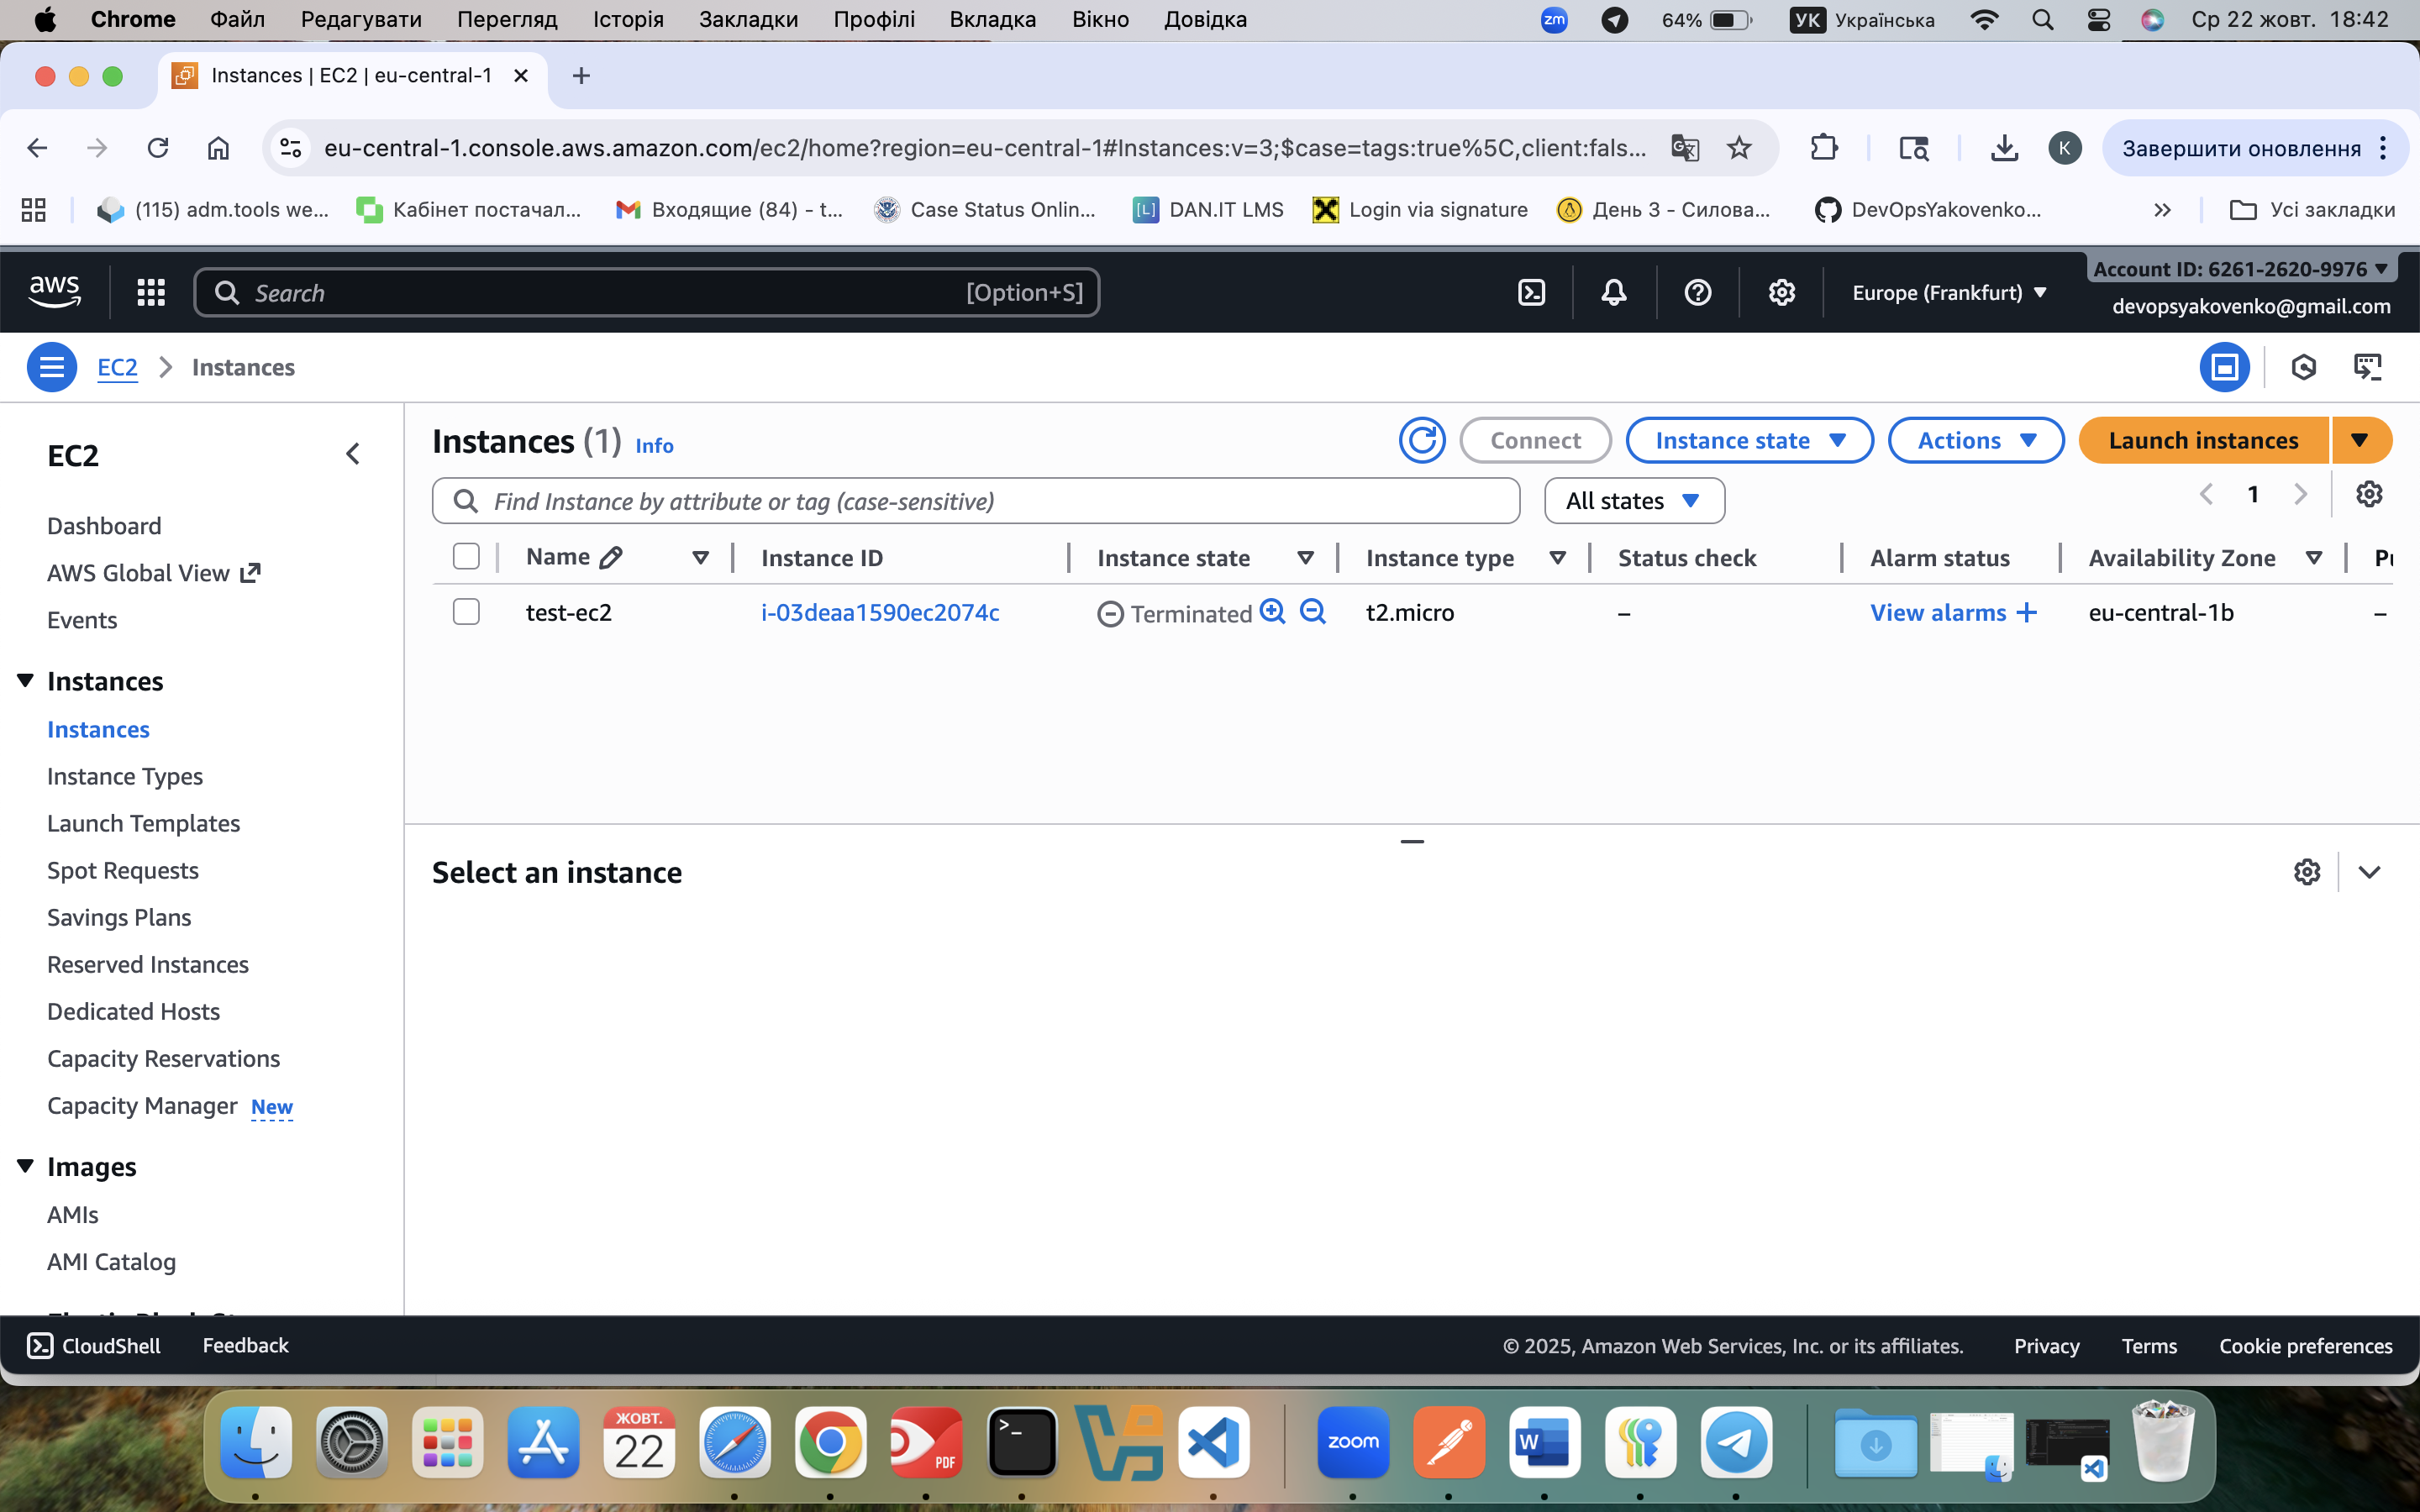 Chrome Файл Редагувати Перегляд Історія Закладки Профілі Вкладка Вікно Довідка zm 64% УК Українська Ср 22 жовт. 18:42
Instances | EC2 | eu-central-1
eu-central-1.console.aws.amazon.com/ec2/home?region=eu-central-1#Instances:v=3;$case=tags:true%5C,client:fals... K Завершити оновлення
(115) adm.tools we... Кабінет постачал... Входящие (84) - t... Case Status Onlin... [L] DAN.IT LMS Login via signature День 3 - Силова... DevOpsYakovenko... Усі закладки
aws Search [Option+S] Europe (Frankfurt) Account ID: 6261-2620-9976
devopsyakovenko@gmail.com
EC2 Instances
EC2
Dashboard
AWS Global View
Events
Instances
Instances
Instance Types
Launch Templates
Spot Requests
Savings Plans
Reserved Instances
Dedicated Hosts
Capacity Reservations
Capacity Manager New
Images
AMIs
AMI Catalog
Instances (1) Info Connect Instance state Actions Launch instances
Find Instance by attribute or tag (case-sensitive) All states 1
Name Instance ID Instance state Instance type Status check Alarm status Availability Zone
test-ec2 i-03deaa1590ec2074c Terminated t2.micro – View alarms + eu-central-1b –
Select an instance
CloudShell Feedback © 2025, Amazon Web Services, Inc. or its affiliates. Privacy Terms Cookie preferences
ЖОВТ.
22
PDF
zoom
W